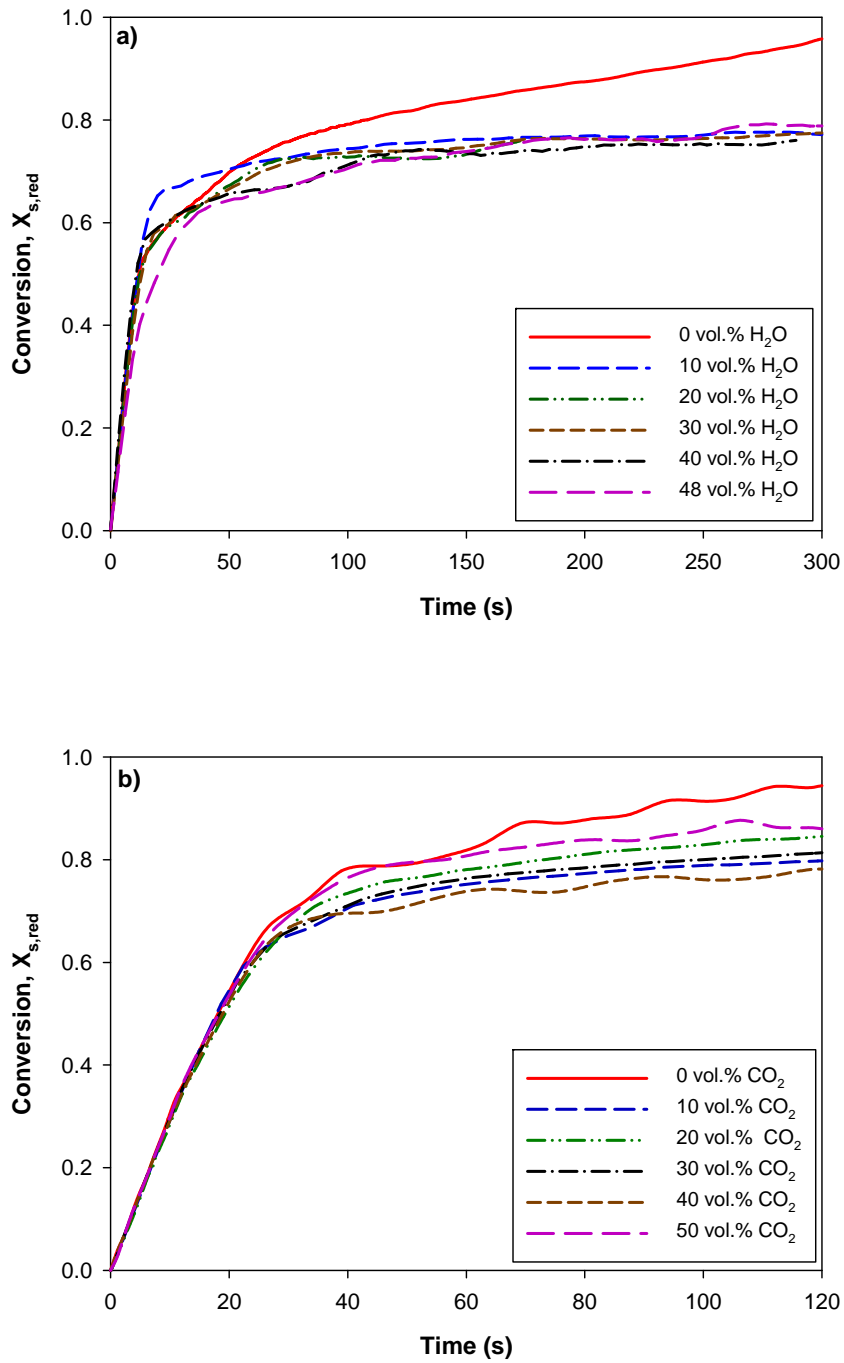 a)
1.0
0.8
0.6
0.4
0.2
0.0
Conversion, X_s,red
0 vol.% H₂O
10 vol.% H₂O
20 vol.% H₂O
30 vol.% H₂O
40 vol.% H₂O
48 vol.% H₂O
0 50 100 150 200 250 300
Time (s)
b)
1.0
0.8
0.6
0.4
0.2
0.0
Conversion, X_s,red
0 vol.% CO₂
10 vol.% CO₂
20 vol.% CO₂
30 vol.% CO₂
40 vol.% CO₂
50 vol.% CO₂
0 20 40 60 80 100 120
Time (s)